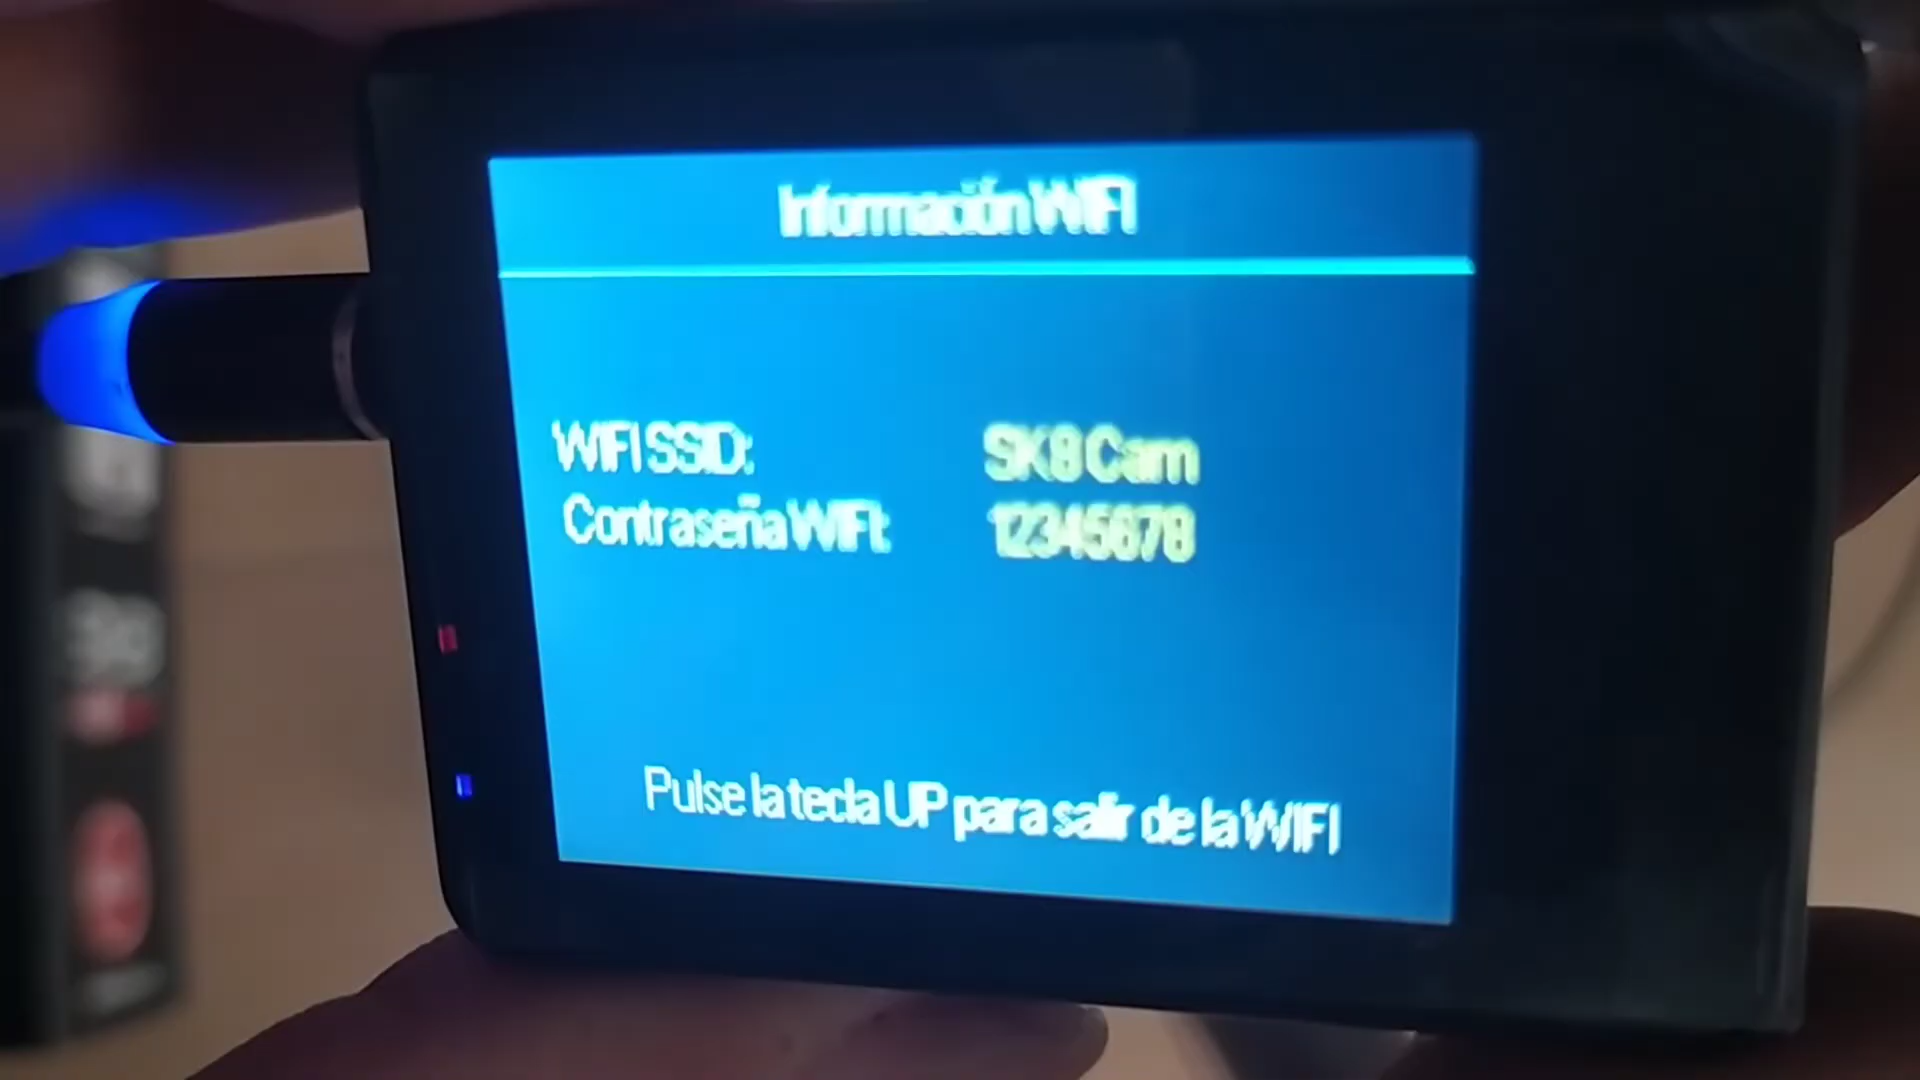 Información WIFI
WIFI SSID: SK8 Cam
Contraseña WIFI: 12345678
Pulse la tecla UP para salir de la WIFI